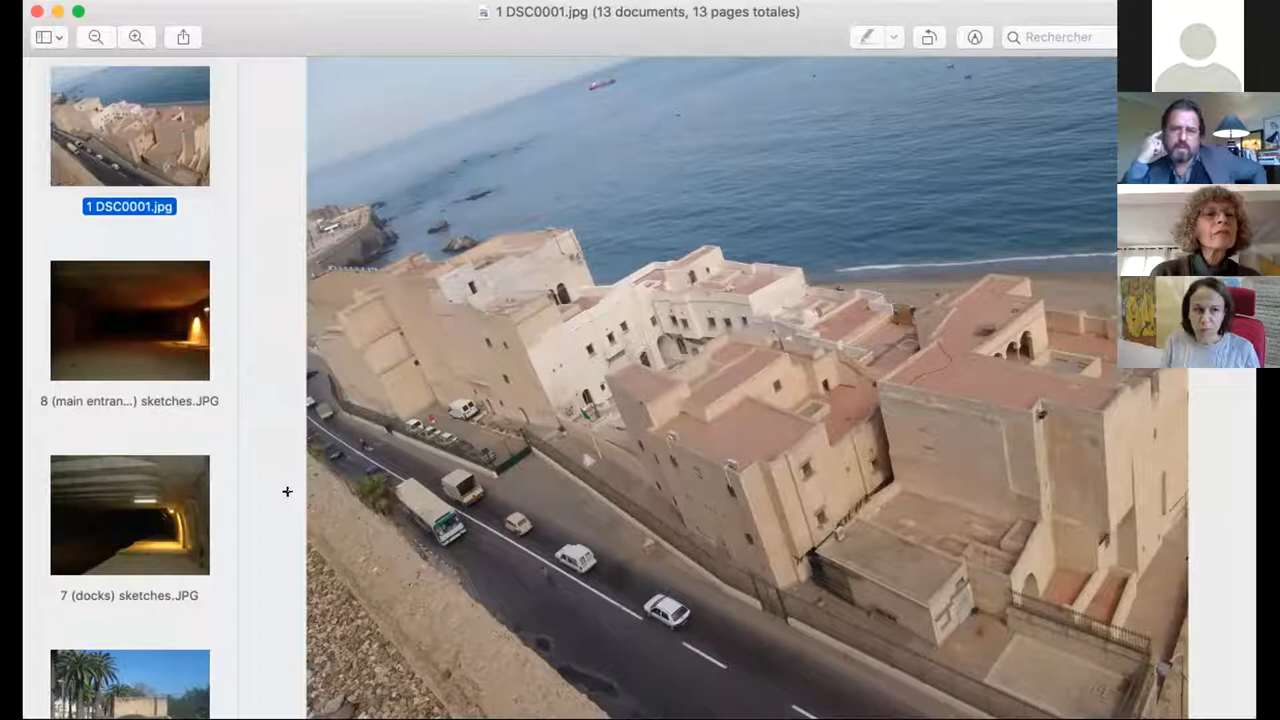 1 DSC0001.jpg (13 documents, 13 pages totales)
Rechercher
1 DSC0001.jpg
8 (main entran...) sketches.JPG
7 (docks) sketches.JPG